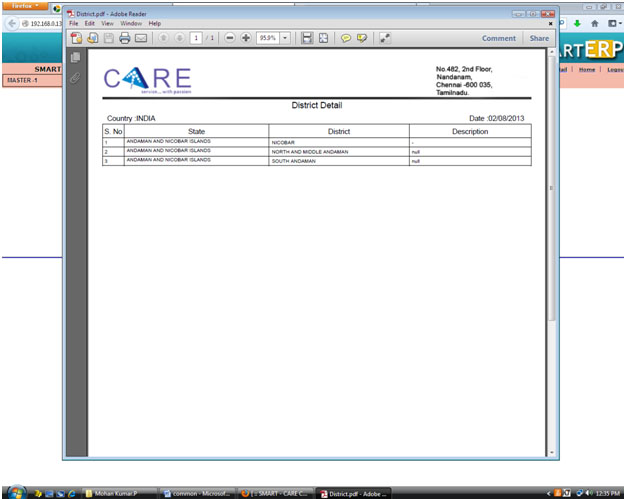 Firefox
District.pdf - Adobe Reader
File Edit View Window Help
192.168.0.13
1 / 1
95.9%
Comment Share
ARTERP
SMART
MASTER -1
ail | Home | Logou
CARE
service... with passion
No.482, 2nd Floor,
Nandanam,
Chennai -600 035,
Tamilnadu.
District Detail
Country :INDIA
Date :02/08/2013
S. No State District Description
1 ANDAMAN AND NICOBAR ISLANDS NICOBAR -
2 ANDAMAN AND NICOBAR ISLANDS NORTH AND MIDDLE ANDAMAN null
3 ANDAMAN AND NICOBAR ISLANDS SOUTH ANDAMAN null
Mohan Kumar.P
common - Microsof...
[ :: SMART - CARE C...
District.pdf - Adobe ...
12:35 PM